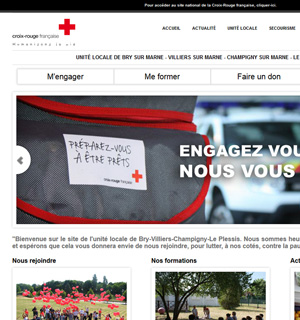 Pour accéder au site national de la Croix-Rouge française, cliquer-ici.
croix-rouge française
Humanisons la vie
ACCUEIL ACTUALITÉ UNITÉ LOCALE SECOURISME
UNITÉ LOCALE DE BRY SUR MARNE - VILLIERS SUR MARNE - CHAMPIGNY SUR MARNE - LE
M'engager Me former Faire un don
PRÉPAREZ-VOUS
À ÊTRE PRÊTS
croix-rouge française
ENGAGEZ VOU
NOUS VOUS
"Bienvenue sur le site de l'unité locale de Bry-Villiers-Champigny-Le Plessis. Nous sommes heu
et espérons que cela vous donnera envie de nous rejoindre, pour lutter, à nos cotés, contre la pau
Nous rejoindre Nos formations Act